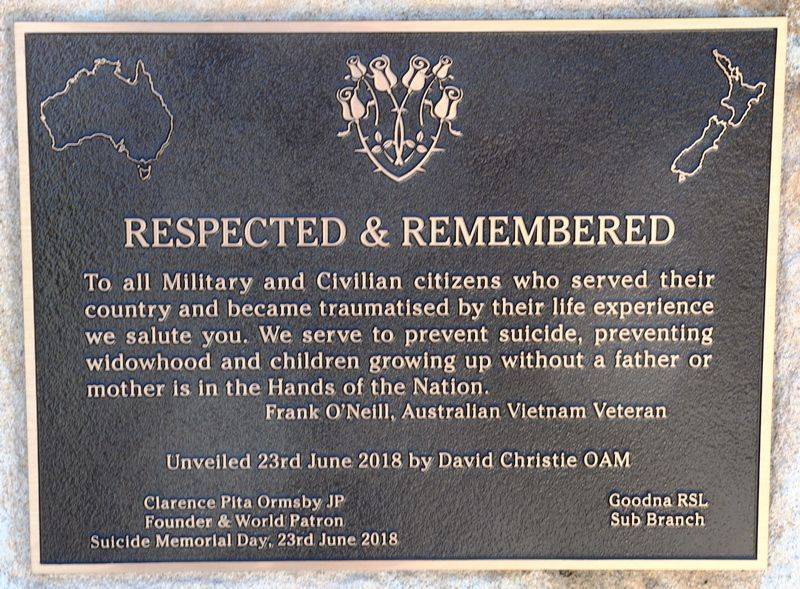 RESPECTED & REMEMBERED
To all Military and Civilian citizens who served their
country and became traumatised by their life experience
we salute you. We serve to prevent suicide, preventing
widowhood and children growing up without a father or
mother is in the Hands of the Nation.
Frank O'Neill, Australian Vietnam Veteran
Unveiled 23rd June 2018 by David Christie OAM
Clarence Pita Ormsby JP
Founder & World Patron
Suicide Memorial Day, 23rd June 2018
Goodna RSL
Sub Branch